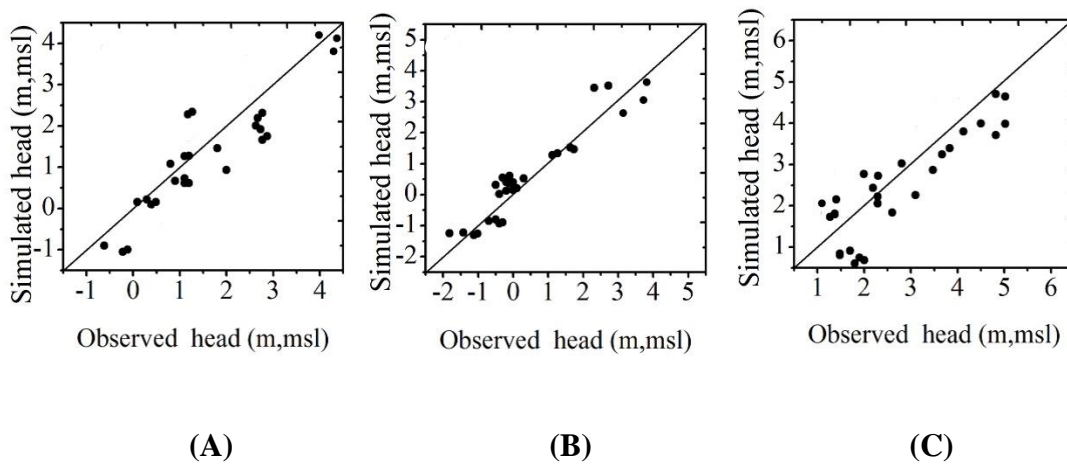 Simulated head (m,msl)
4
3
2
1
0
-1
-1 0 1 2 3 4
Observed head (m,msl)
(A)
Simulated head (m,msl)
5
4
3
2
1
0
-1
-2
-2 -1 0 1 2 3 4 5
Observed head (m,msl)
(B)
Simulated head (m,msl)
6
5
4
3
2
1
1 2 3 4 5 6
Observed head (m,msl)
(C)